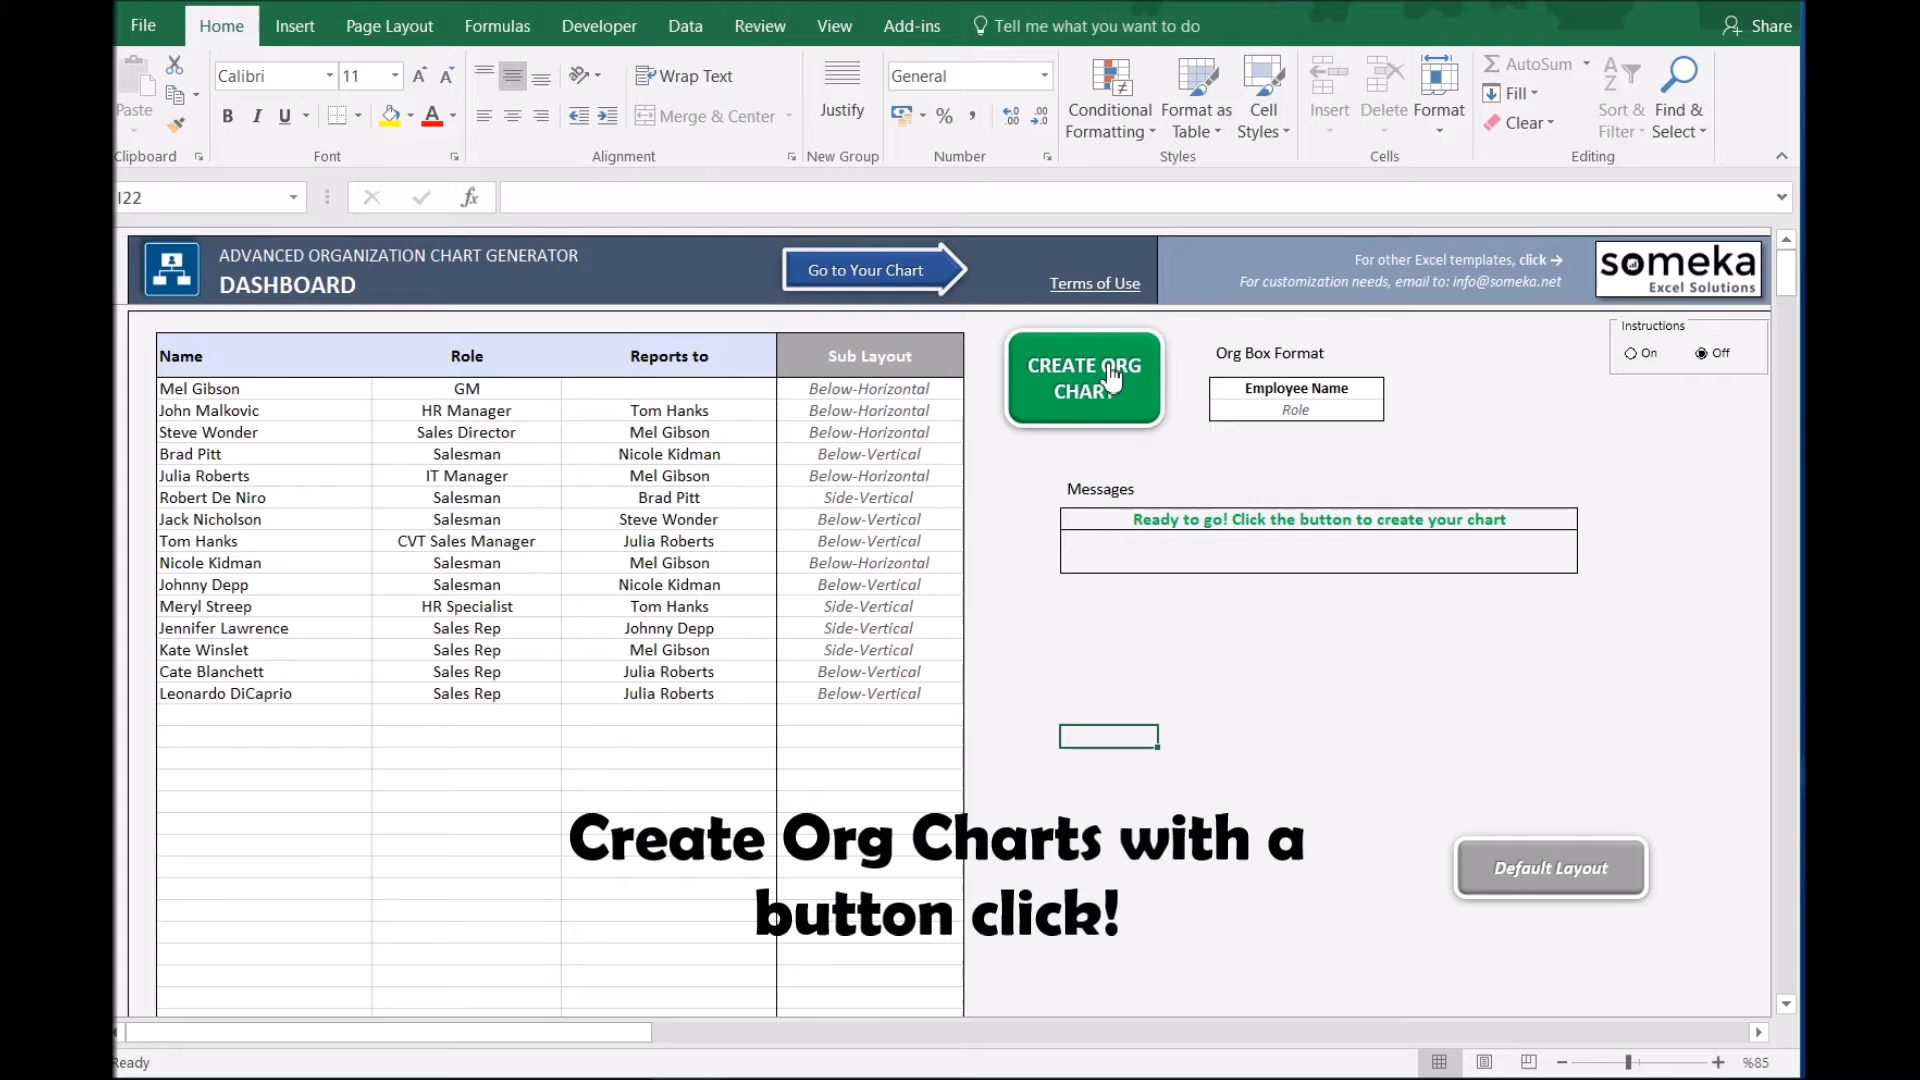 File Home Insert Page Layout Formulas Developer Data Review View Add-ins Tell me what you want to do Share
Calibri 11 Wrap Text General AutoSum
Fill
Paste B I U Merge & Center Justify % Conditional Formatting Format as Table Cell Styles Insert Delete Format Clear Sort & Filter Find & Select
Clipboard Font Alignment New Group Number Styles Cells Editing
I22 fx
ADVANCED ORGANIZATION CHART GENERATOR
DASHBOARD
Go to Your Chart
Terms of Use
For other Excel templates, click →
For customization needs, email to: info@someka.net
someka
Excel Solutions
Name Role Reports to Sub Layout
Mel Gibson GM Below-Horizontal
John Malkovic HR Manager Tom Hanks Below-Horizontal
Steve Wonder Sales Director Mel Gibson Below-Horizontal
Brad Pitt Salesman Nicole Kidman Below-Vertical
Julia Roberts IT Manager Mel Gibson Below-Horizontal
Robert De Niro Salesman Brad Pitt Side-Vertical
Jack Nicholson Salesman Steve Wonder Below-Vertical
Tom Hanks CVT Sales Manager Julia Roberts Below-Vertical
Nicole Kidman Salesman Mel Gibson Below-Horizontal
Johnny Depp Salesman Nicole Kidman Below-Vertical
Meryl Streep HR Specialist Tom Hanks Side-Vertical
Jennifer Lawrence Sales Rep Johnny Depp Side-Vertical
Kate Winslet Sales Rep Mel Gibson Side-Vertical
Cate Blanchett Sales Rep Julia Roberts Below-Vertical
Leonardo DiCaprio Sales Rep Julia Roberts Below-Vertical
CREATE ORG
CHART
Org Box Format
Employee Name
Role
Instructions
On Off
Messages
Ready to go! Click the button to create your chart
Create Org Charts with a
button click!
Default Layout
Ready %85